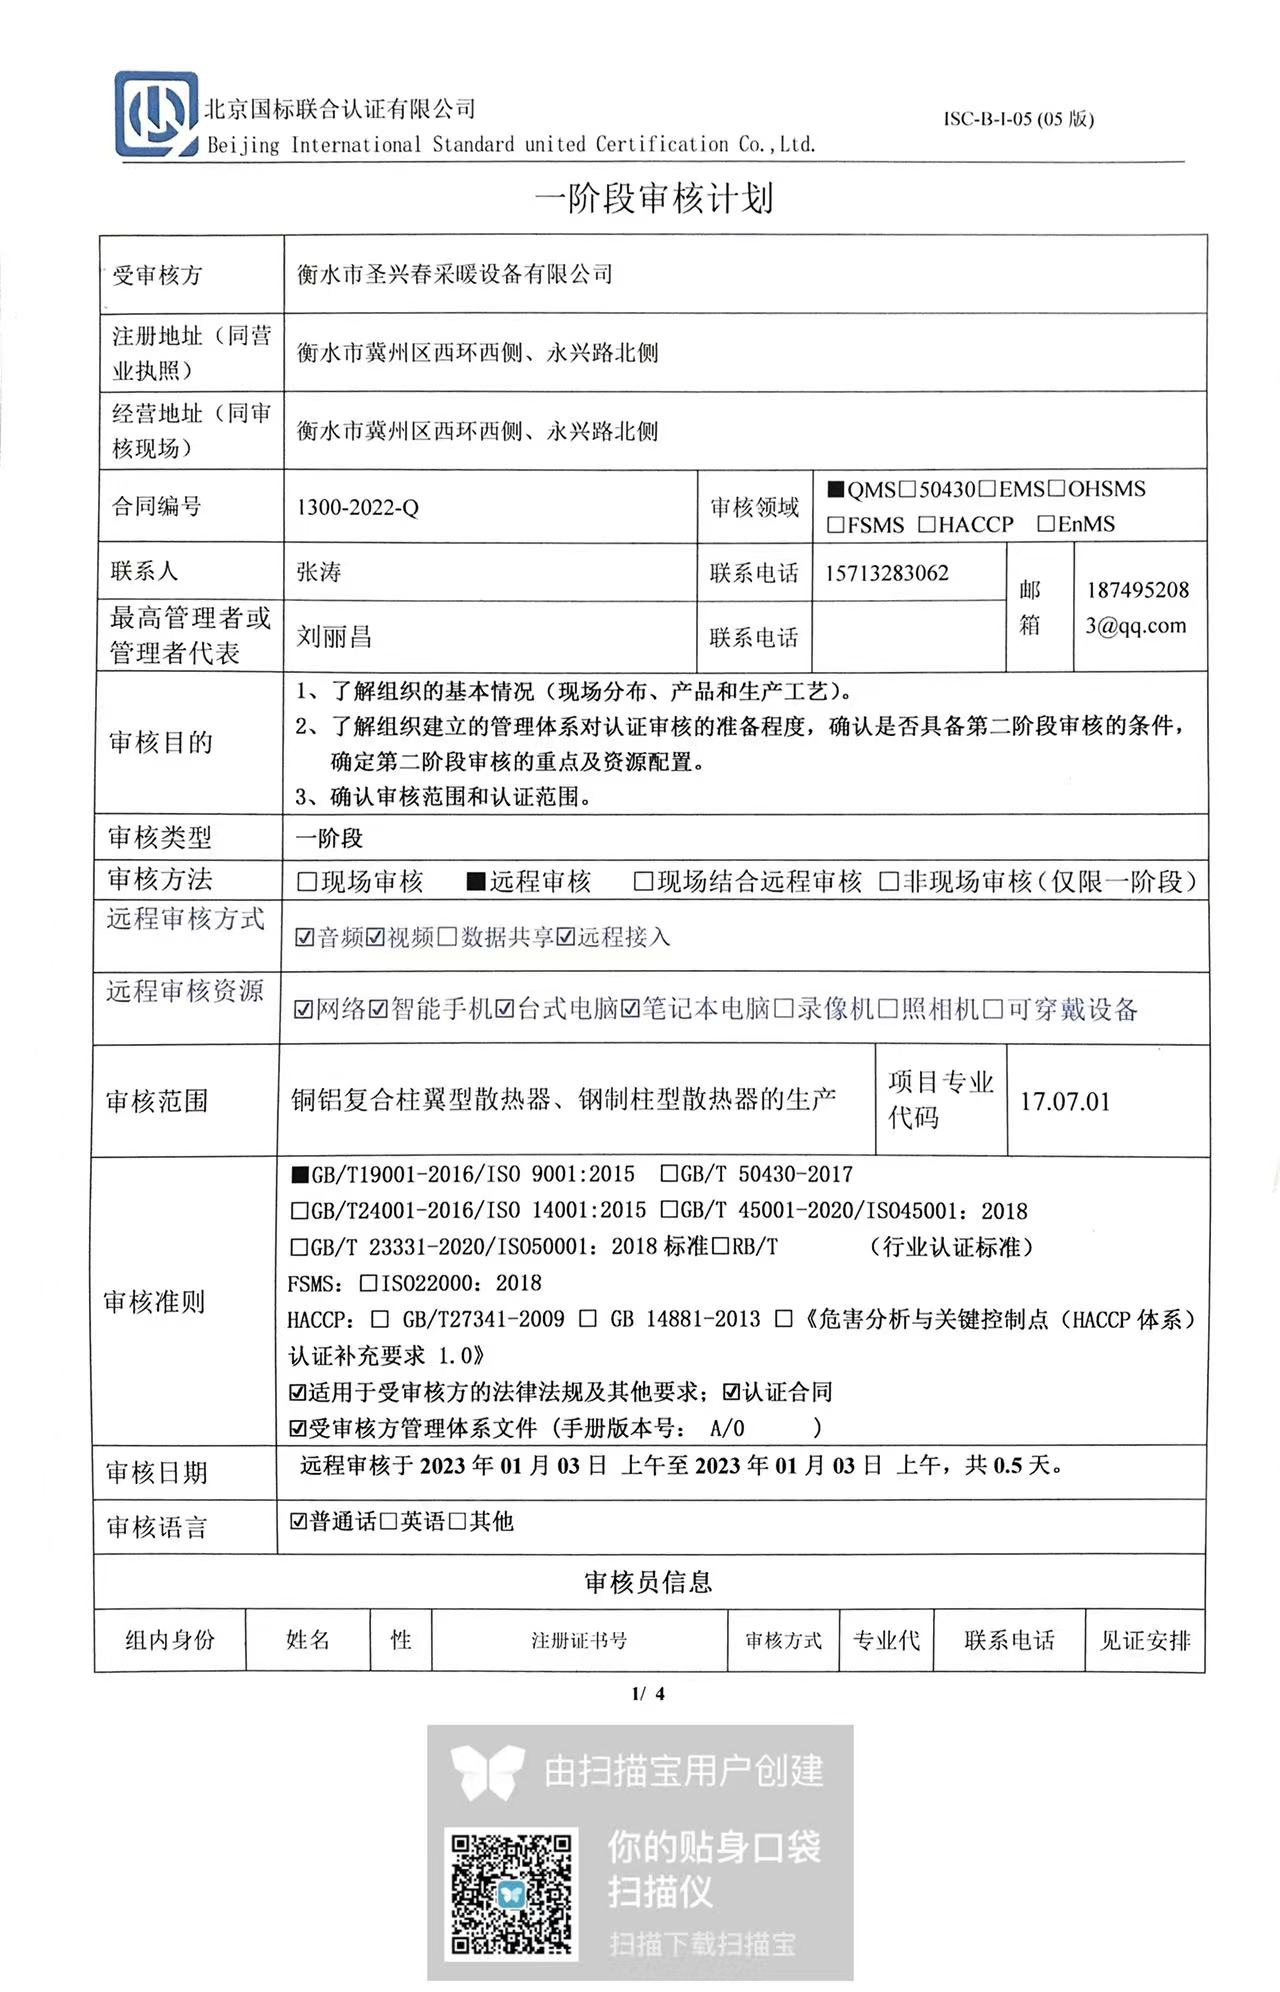 北京国标联合认证有限公司
ISC-B-I-05 (05 版)
Beijing International Standard united Certification Co.,Ltd.
一阶段审核计划
受审核方 衡水市圣兴春采暖设备有限公司
注册地址（同营
业执照）
衡水市冀州区西环西侧、永兴路北侧
经营地址（同审
核现场）
衡水市冀州区西环西侧、永兴路北侧
合同编号 1300-2022-Q 审核领域
■QMS□50430□EMS□OHSMS
□FSMS □HACCP □EnMS
联系人 张涛 联系电话 15713283062
邮
箱
187495208
3@qq.com
最高管理者或
管理者代表
刘丽昌 联系电话
审核目的
1、了解组织的基本情况（现场分布、产品和生产工艺）。
2、了解组织建立的管理体系对认证审核的准备程度，确认是否具备第二阶段审核的条件，
确定第二阶段审核的重点及资源配置。
3、确认审核范围和认证范围。
审核类型 一阶段
审核方法 □现场审核 ■远程审核 □现场结合远程审核 □非现场审核（仅限一阶段）
远程审核方式 ☑音频☑视频□数据共享☑远程接入
远程审核资源 ☑网络☑智能手机☑台式电脑☑笔记本电脑□录像机□照相机□可穿戴设备
审核范围 铜铝复合柱翼型散热器、钢制柱型散热器的生产
项目专业
代码
17.07.01
审核准则
■GB/T19001-2016/ISO 9001:2015 □GB/T 50430-2017
□GB/T24001-2016/ISO 14001:2015 □GB/T 45001-2020/ISO45001：2018
□GB/T 23331-2020/ISO50001：2018 标准□RB/T （行业认证标准）
FSMS：□ISO22000：2018
HACCP：□ GB/T27341-2009 □ GB 14881-2013 □《危害分析与关键控制点（HACCP 体系）
认证补充要求 1.0》
☑适用于受审核方的法律法规及其他要求；☑认证合同
☑受审核方管理体系文件（手册版本号： A/0 ）
审核日期 远程审核于 2023 年 01 月 03 日 上午至 2023 年 01 月 03 日 上午，共 0.5 天。
审核语言 ☑普通话□英语□其他
审核员信息
组内身份 姓名 性 注册证书号 审核方式 专业代 联系电话 见证安排
1/ 4
由扫描宝用户创建
你的贴身口袋
扫描仪
扫描下载扫描宝